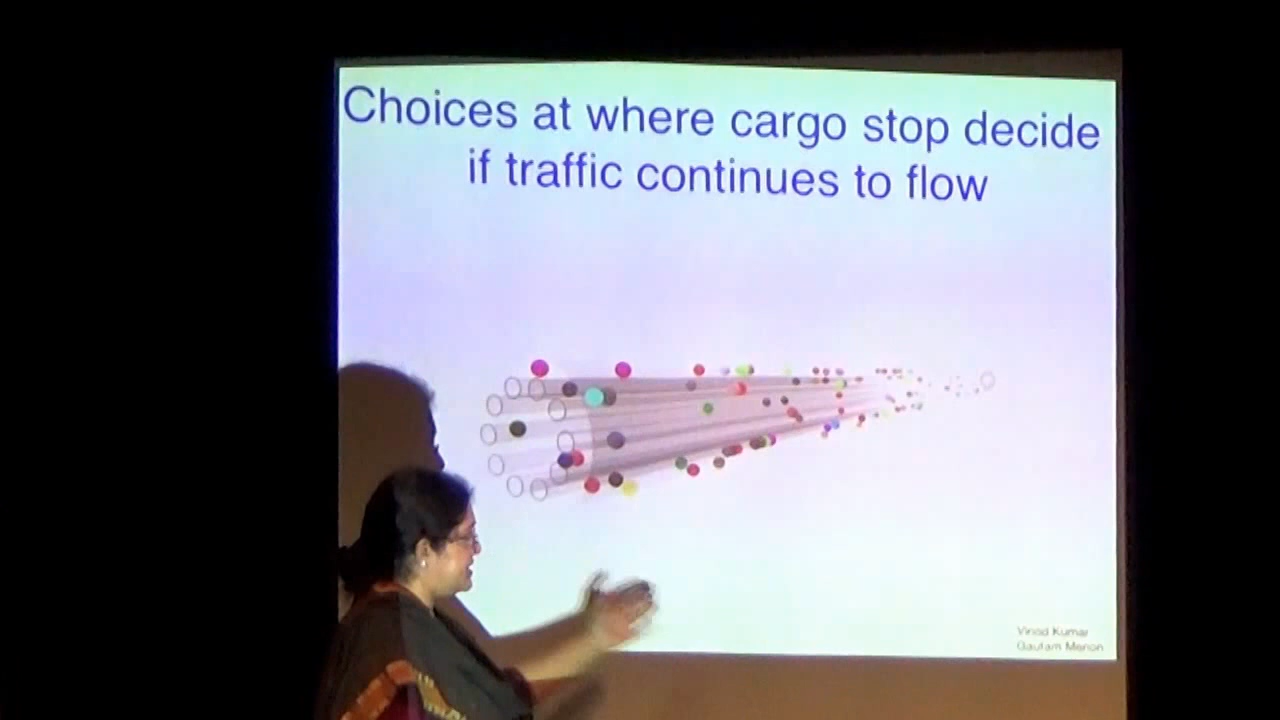 Choices at where cargo stop decide
if traffic continues to flow
Vinod Kumar
Gautam Menon